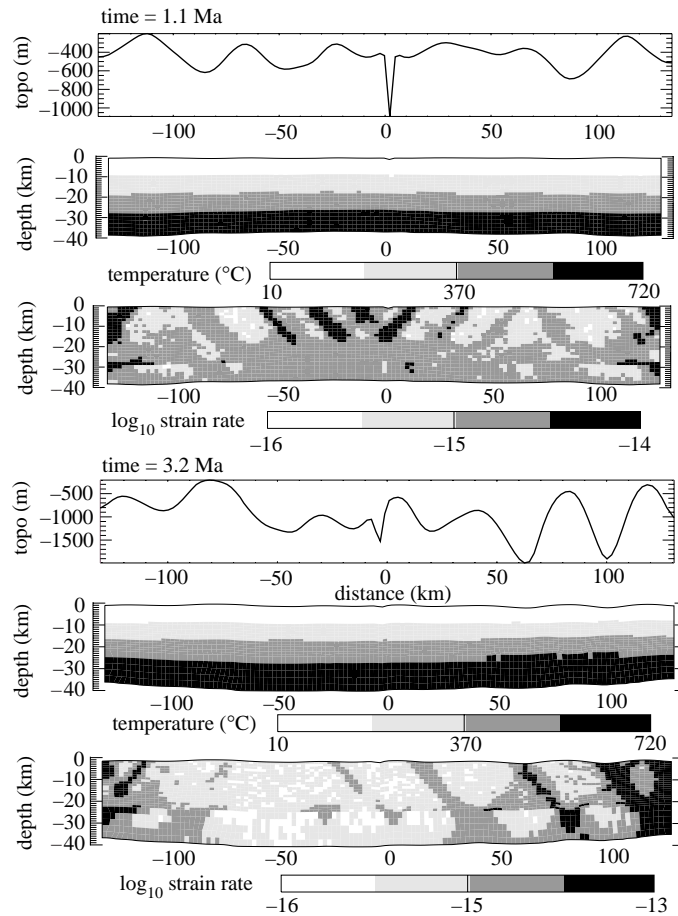 time = 1.1 Ma
topo (m)
−400
−600
−800
−1000
−100 −50 0 50 100
depth (km)
0
−10
−20
−30
−40
−100 −50 0 50 100
temperature (°C)
10 370 720
depth (km)
0
−10
−20
−30
−40
−100 −50 0 50 100
log10 strain rate
−16 −15 −14
time = 3.2 Ma
topo (m)
−500
−1000
−1500
−100 −50 0 50 100
distance (km)
depth (km)
0
−10
−20
−30
−40
−100 −50 0 50 100
temperature (°C)
10 370 720
depth (km)
0
−10
−20
−30
−40
−100 −50 0 50 100
log10 strain rate
−16 −15 −13